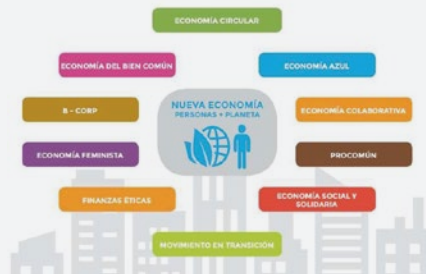 ECONOMÍA CIRCULAR
ECONOMÍA DEL BIEN COMÚN
ECONOMÍA AZUL
B - CORP
NUEVA ECONOMÍA
PERSONAS + PLANETA
ECONOMÍA COLABORATIVA
ECONOMÍA FEMINISTA
PROCOMÚN
FINANZAS ÉTICAS
ECONOMÍA SOCIAL Y
SOLIDARIA
MOVIMIENTO EN TRANSICIÓN